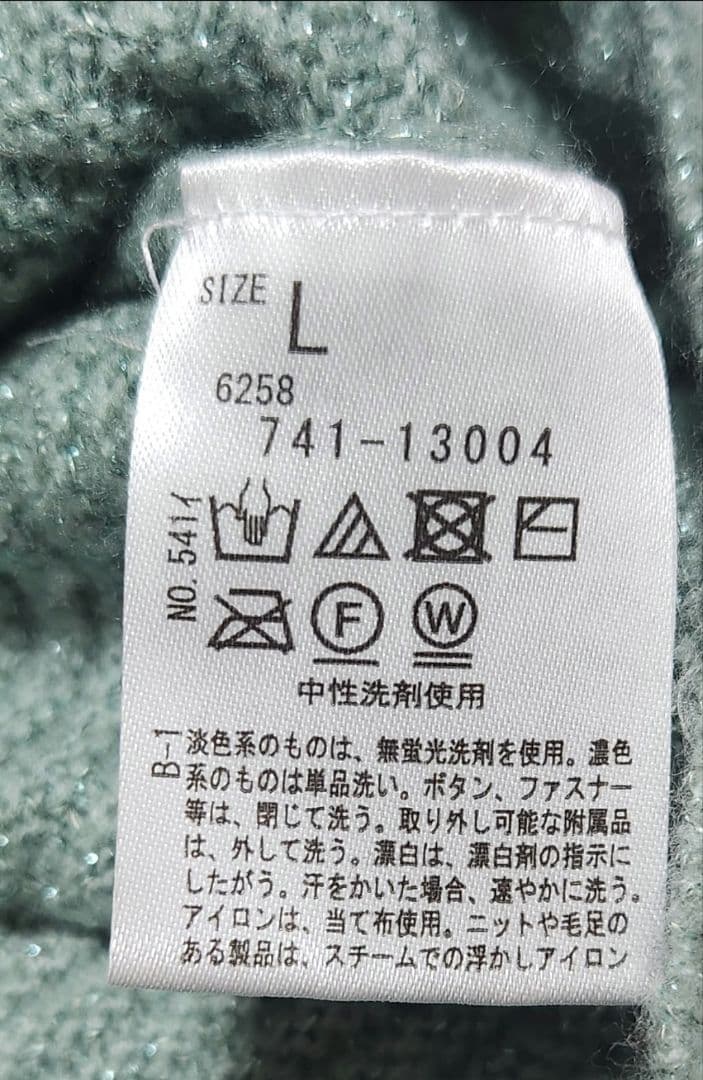 SIZE L
6258
741-13004
NO.541イ
F W
中性洗剤使用
B-1
淡色系のものは、無蛍光洗剤を使用。濃色
系のものは単品洗い。ボタン、ファスナー
等は、閉じて洗う。取り外し可能な附属品
は、外して洗う。漂白は、漂白剤の指示に
したがう。汗をかいた場合、速やかに洗う。
アイロンは、当て布使用。ニットや毛足の
ある製品は、スチームでの浮かしアイロン